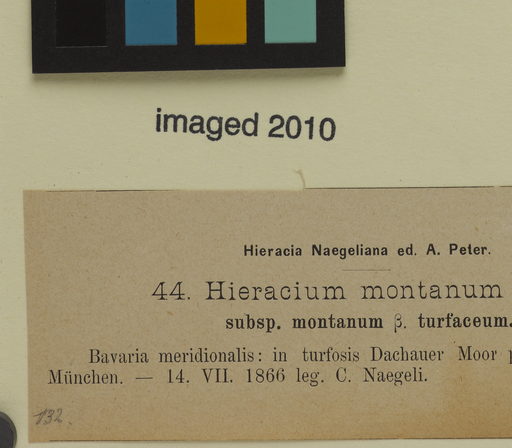 imaged 2010
Hieracia Naegeliana ed. A. Peter.
44. Hieracium montanum
subsp. montanum β. turfaceum.
Bavaria meridionalis: in turfosis Dachauer Moor
München. — 14. VII. 1866 leg. C. Naegeli.
132.